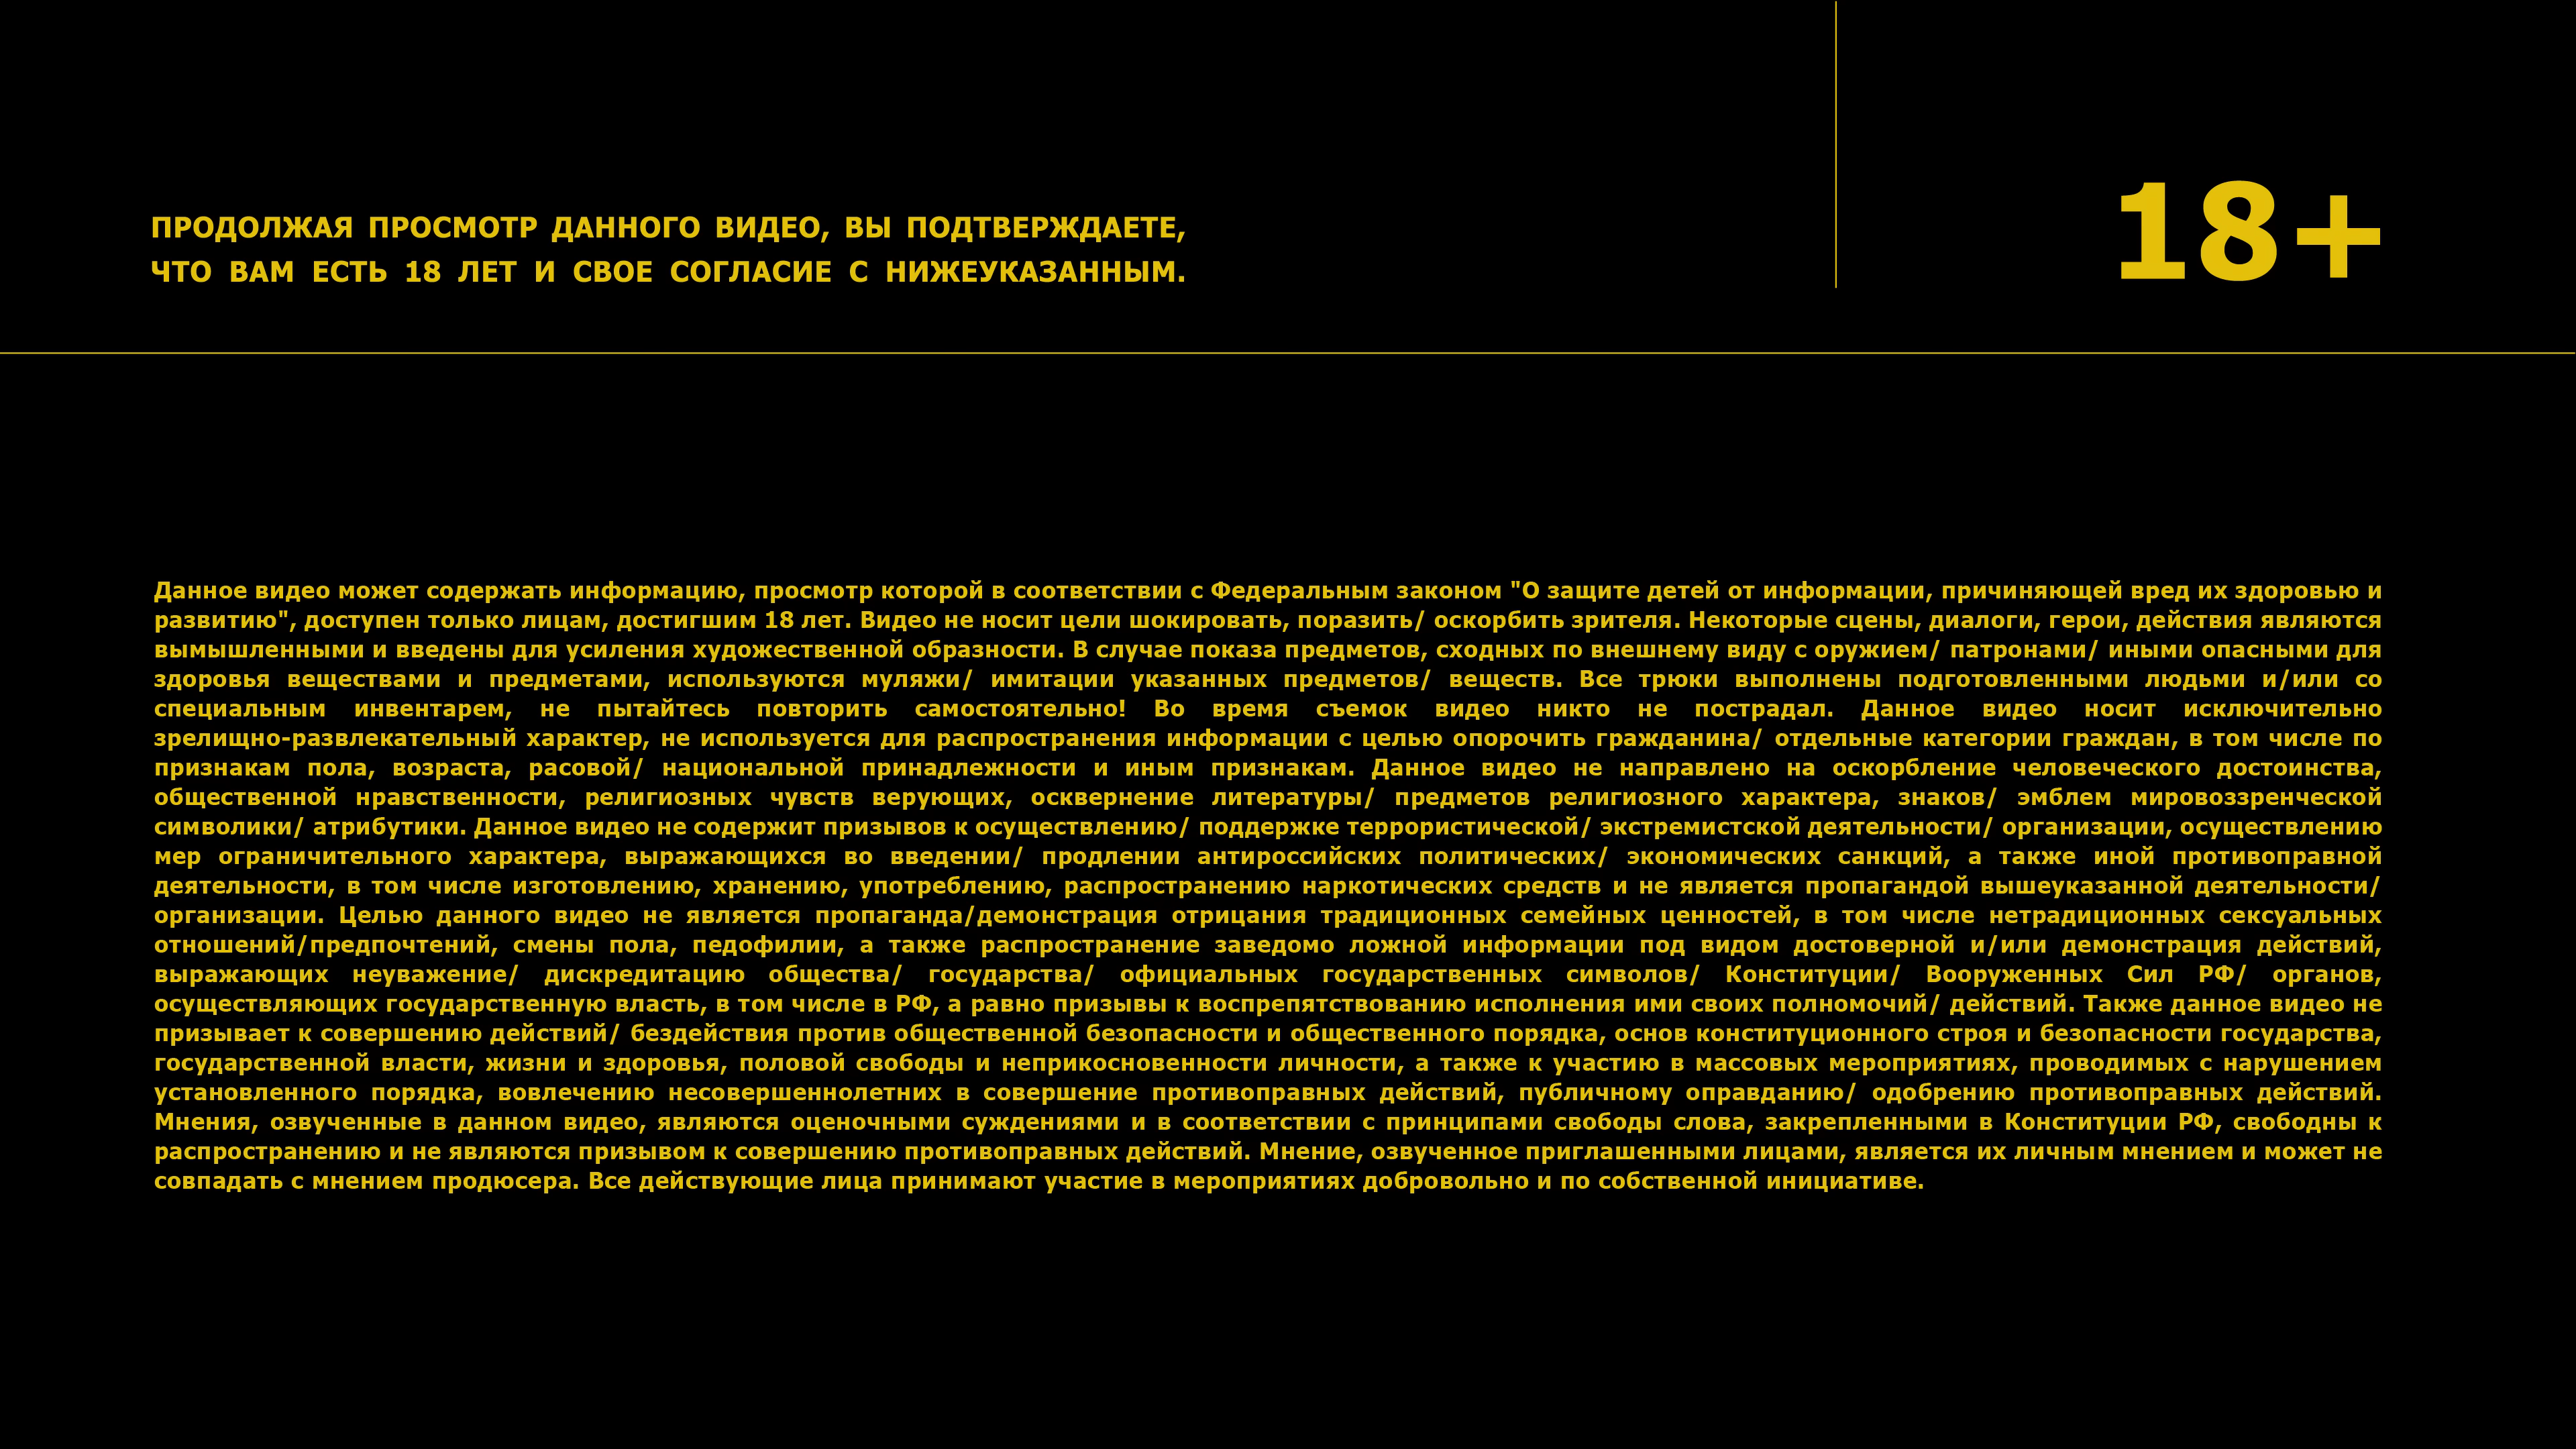 ПРОДОЛЖАЯ ПРОСМОТР ДАННОГО ВИДЕО, ВЫ ПОДТВЕРЖДАЕТЕ,
ЧТО ВАМ ЕСТЬ 18 ЛЕТ И СВОЕ СОГЛАСИЕ С НИЖЕУКАЗАННЫМ.
18+
Данное видео может содержать информацию, просмотр которой в соответствии с Федеральным законом "О защите детей от информации, причиняющей вред их здоровью и
развитию", доступен только лицам, достигшим 18 лет. Видео не носит цели шокировать, поразить/ оскорбить зрителя. Некоторые сцены, диалоги, герои, действия являются
вымышленными и введены для усиления художественной образности. В случае показа предметов, сходных по внешнему виду с оружием/ патронами/ иными опасными для
здоровья веществами и предметами, используются муляжи/ имитации указанных предметов/ веществ. Все трюки выполнены подготовленными людьми и/или со
специальным инвентарем, не пытайтесь повторить самостоятельно! Во время съемок видео никто не пострадал. Данное видео носит исключительно
зрелищно-развлекательный характер, не используется для распространения информации с целью опорочить гражданина/ отдельные категории граждан, в том числе по
признакам пола, возраста, расовой/ национальной принадлежности и иным признакам. Данное видео не направлено на оскорбление человеческого достоинства,
общественной нравственности, религиозных чувств верующих, осквернение литературы/ предметов религиозного характера, знаков/ эмблем мировоззренческой
символики/ атрибутики. Данное видео не содержит призывов к осуществлению/ поддержке террористической/ экстремистской деятельности/ организации, осуществлению
мер ограничительного характера, выражающихся во введении/ продлении антироссийских политических/ экономических санкций, а также иной противоправной
деятельности, в том числе изготовлению, хранению, употреблению, распространению наркотических средств и не является пропагандой вышеуказанной деятельности/
организации. Целью данного видео не является пропаганда/демонстрация отрицания традиционных семейных ценностей, в том числе нетрадиционных сексуальных
отношений/предпочтений, смены пола, педофилии, а также распространение заведомо ложной информации под видом достоверной и/или демонстрация действий,
выражающих неуважение/ дискредитацию общества/ государства/ официальных государственных символов/ Конституции/ Вооруженных Сил РФ/ органов,
осуществляющих государственную власть, в том числе в РФ, а равно призывы к воспрепятствованию исполнения ими своих полномочий/ действий. Также данное видео не
призывает к совершению действий/ бездействия против общественной безопасности и общественного порядка, основ конституционного строя и безопасности государства,
государственной власти, жизни и здоровья, половой свободы и неприкосновенности личности, а также к участию в массовых мероприятиях, проводимых с нарушением
установленного порядка, вовлечению несовершеннолетних в совершение противоправных действий, публичному оправданию/ одобрению противоправных действий.
Мнения, озвученные в данном видео, являются оценочными суждениями и в соответствии с принципами свободы слова, закрепленными в Конституции РФ, свободны к
распространению и не являются призывом к совершению противоправных действий. Мнение, озвученное приглашенными лицами, является их личным мнением и может не
совпадать с мнением продюсера. Все действующие лица принимают участие в мероприятиях добровольно и по собственной инициативе.